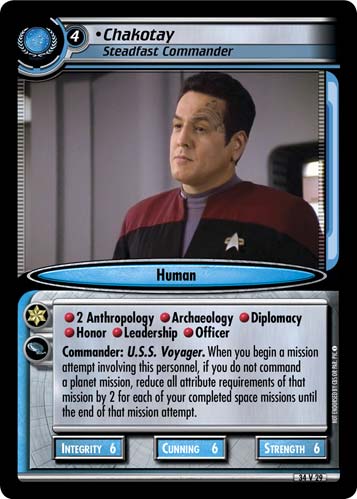 4 •Chakotay
Steadfast Commander
Human
• 2 Anthropology • Archaeology • Diplomacy
• Honor • Leadership • Officer
Commander: U.S.S. Voyager. When you begin a mission
attempt involving this personnel, if you do not command
a planet mission, reduce all attribute requirements of that
mission by 2 for each of your completed space missions until
the end of that mission attempt.
INTEGRITY 6 CUNNING 6 STRENGTH 6
34 V 29